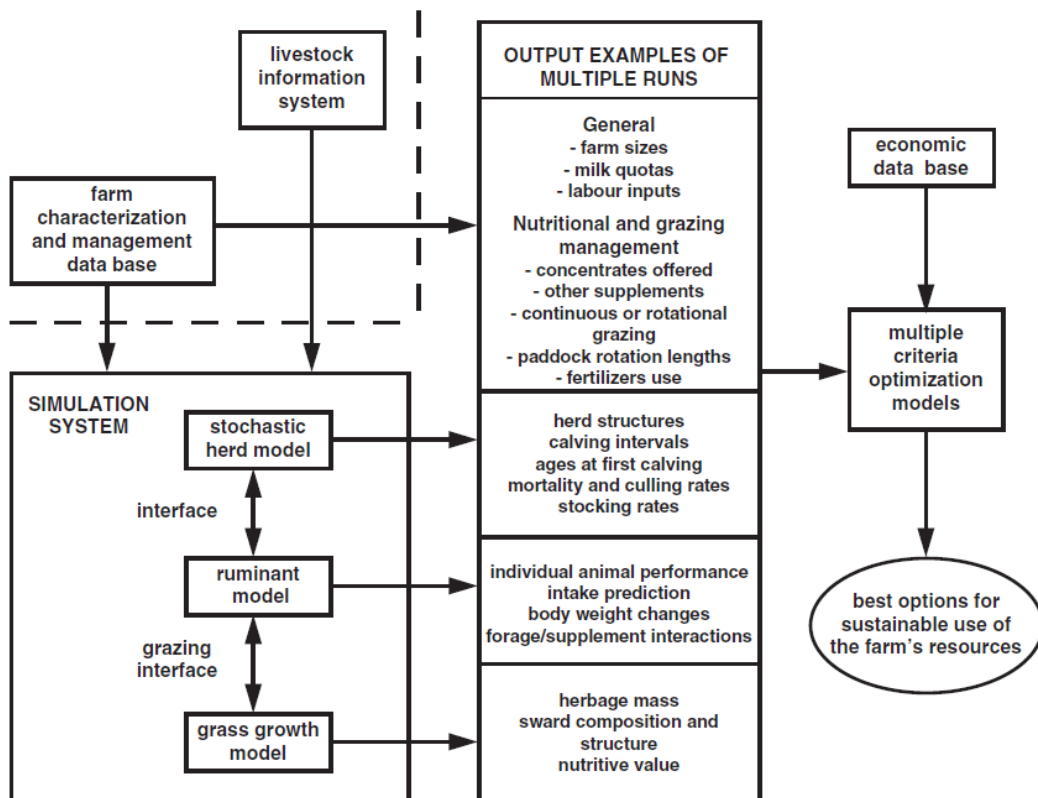 livestock
information
system
farm
characterization
and management
data base
SIMULATION
SYSTEM
stochastic
herd model
interface
ruminant
model
grazing
interface
grass growth
model
OUTPUT EXAMPLES OF
MULTIPLE RUNS
General
- farm sizes
- milk quotas
- labour inputs
Nutritional and grazing
management
- concentrates offered
- other supplements
- continuous or rotational
grazing
- paddock rotation lengths
- fertilizers use
herd structures
calving intervals
ages at first calving
mortality and culling rates
stocking rates
individual animal performance
intake prediction
body weight changes
forage/supplement interactions
herbage mass
sward composition and
structure
nutritive value
economic
data base
multiple
criteria
optimization
models
best options for
sustainable use of
the farm's resources